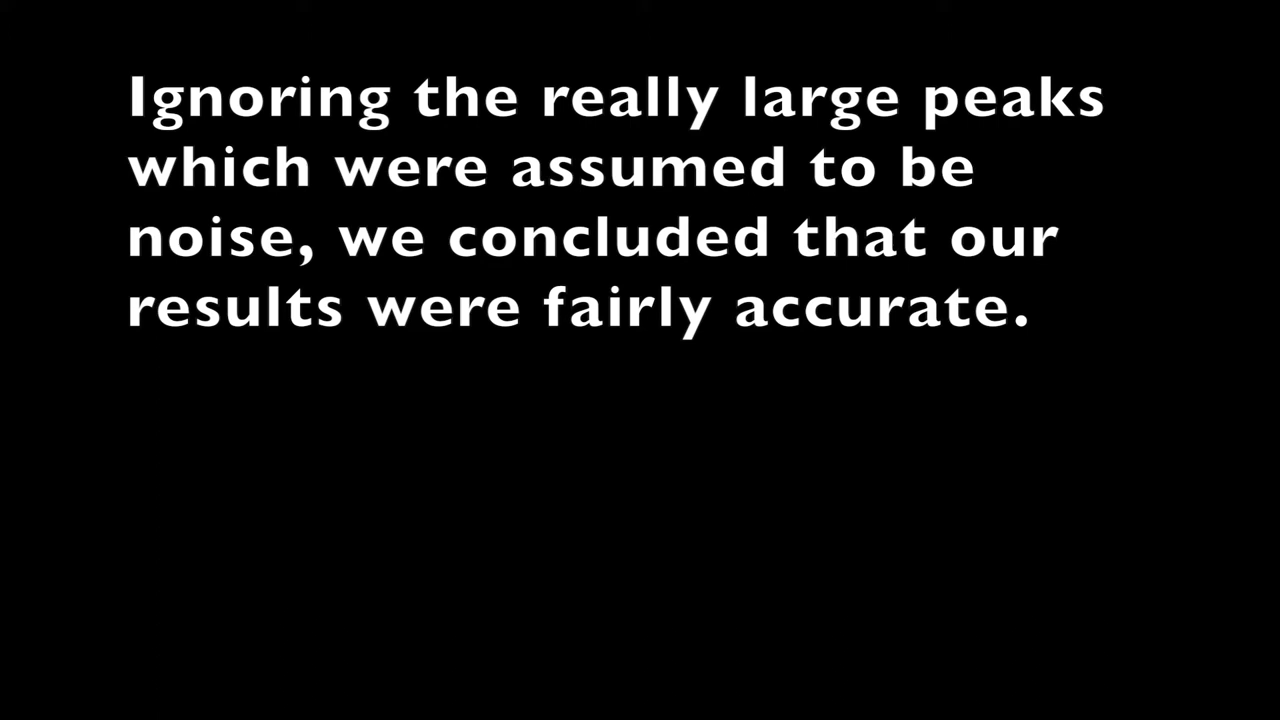 Ignoring the really large peaks
which were assumed to be
noise, we concluded that our
results were fairly accurate.